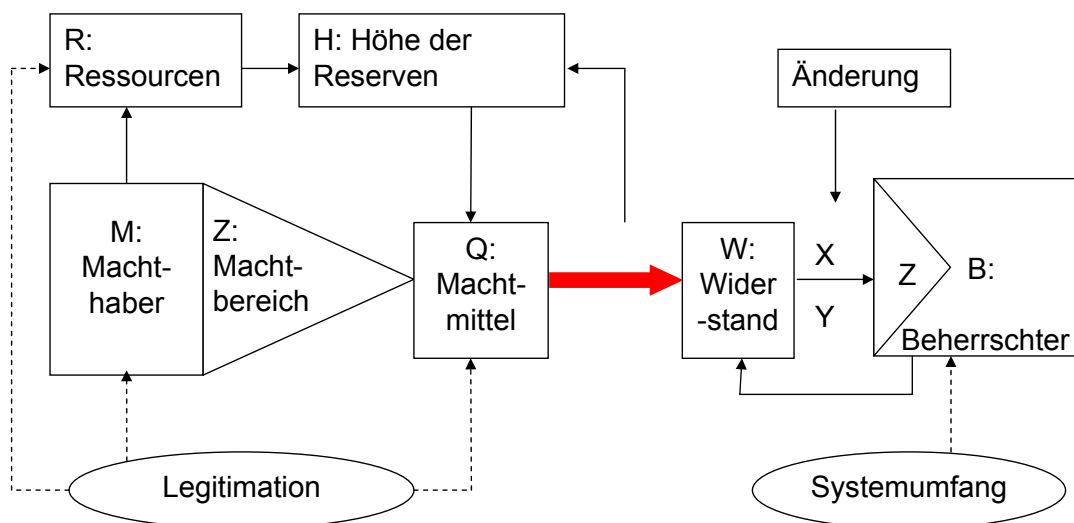 R:
Ressourcen
H: Höhe der
Reserven
Änderung
M:
Macht-
haber
Z:
Macht-
bereich
Q:
Macht-
mittel
W:
Wider
-stand
X
Y
Z
B:
Beherrschter
Legitimation
Systemumfang